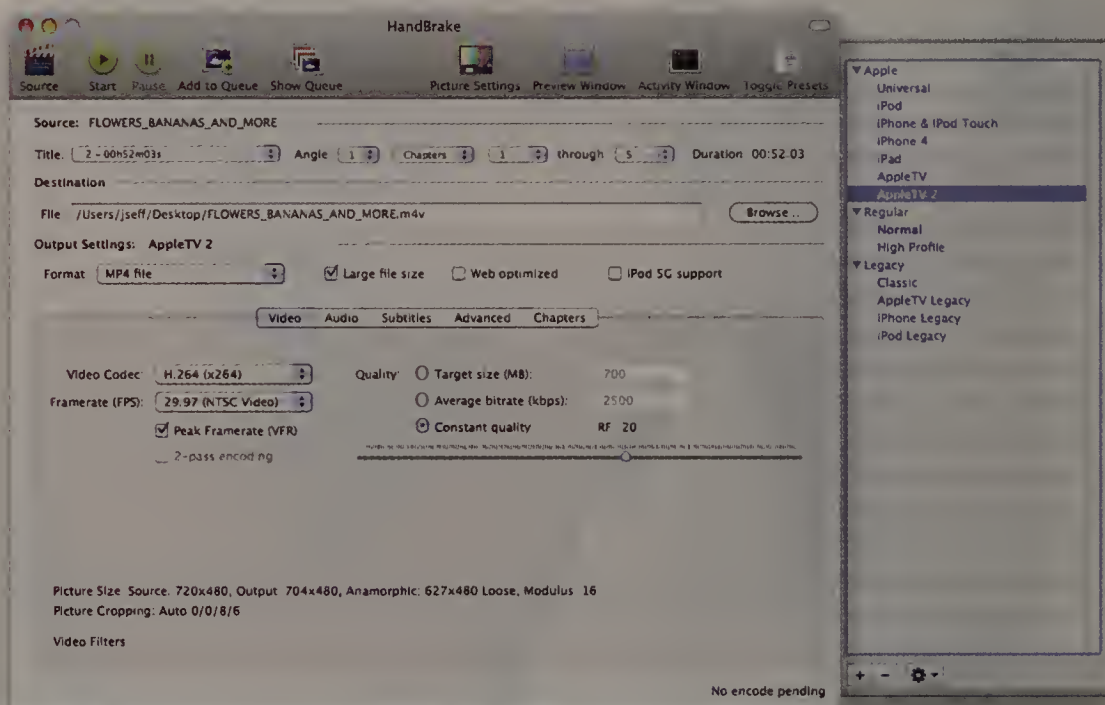 HandBrake
Source Start Pause Add to Queue Show Queue Picture Settings Preview Window Activity Window Toggle Presets
Source: FLOWERS_BANANAS_AND_MORE
Title. 2 - 00h52m03s Angle 1 Chapters 1 through 5 Duration 00:52.03
Destination
File /Users/jseff/Desktop/FLOWERS_BANANAS_AND_MORE.m4v Browse ..
Output Settings: AppleTV 2
Format MP4 file Large file size Web optimized iPod 5G support
Video Audio Subtitles Advanced Chapters
Video Codec: H.264 (x264) Quality: Target size (MB): 700
Framerate (FPS): 29.97 (NTSC Video) Average bitrate (kbps): 2500
Peak Framerate (VFR) Constant quality RF 20
2-pass encoding
Picture Size Source. 720x480, Output 704x480, Anamorphic: 627x480 Loose, Modulus 16
Picture Cropping: Auto 0/0/8/6
Video Filters
No encode pending
Apple
Universal
iPod
iPhone & iPod Touch
iPhone 4
iPad
AppleTV
AppleTV 2
Regular
Normal
High Profile
Legacy
Classic
AppleTV Legacy
iPhone Legacy
iPod Legacy